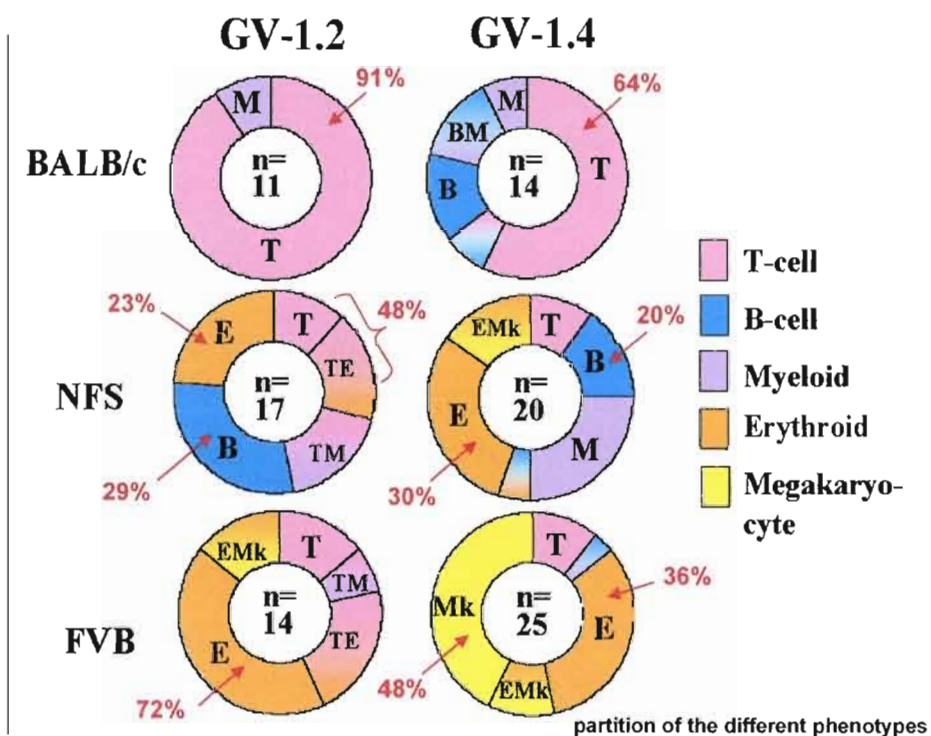 GV-1.2 GV-1.4
BALB/c
M
91%
n=
11
T
M
BM
B
64%
T
n=
14
NFS
23%
E
T
48%
TE
n=
17
B
TM
29%
EMk
T
20%
B
n=
20
E
M
30%
FVB
EMk
T
TM
n=
14
TE
E
72%
T
36%
Mk
n=
25
E
48%
EMk
T-cell
B-cell
Myeloid
Erythroid
Megakaryo-
cyte
partition of the different phenotypes